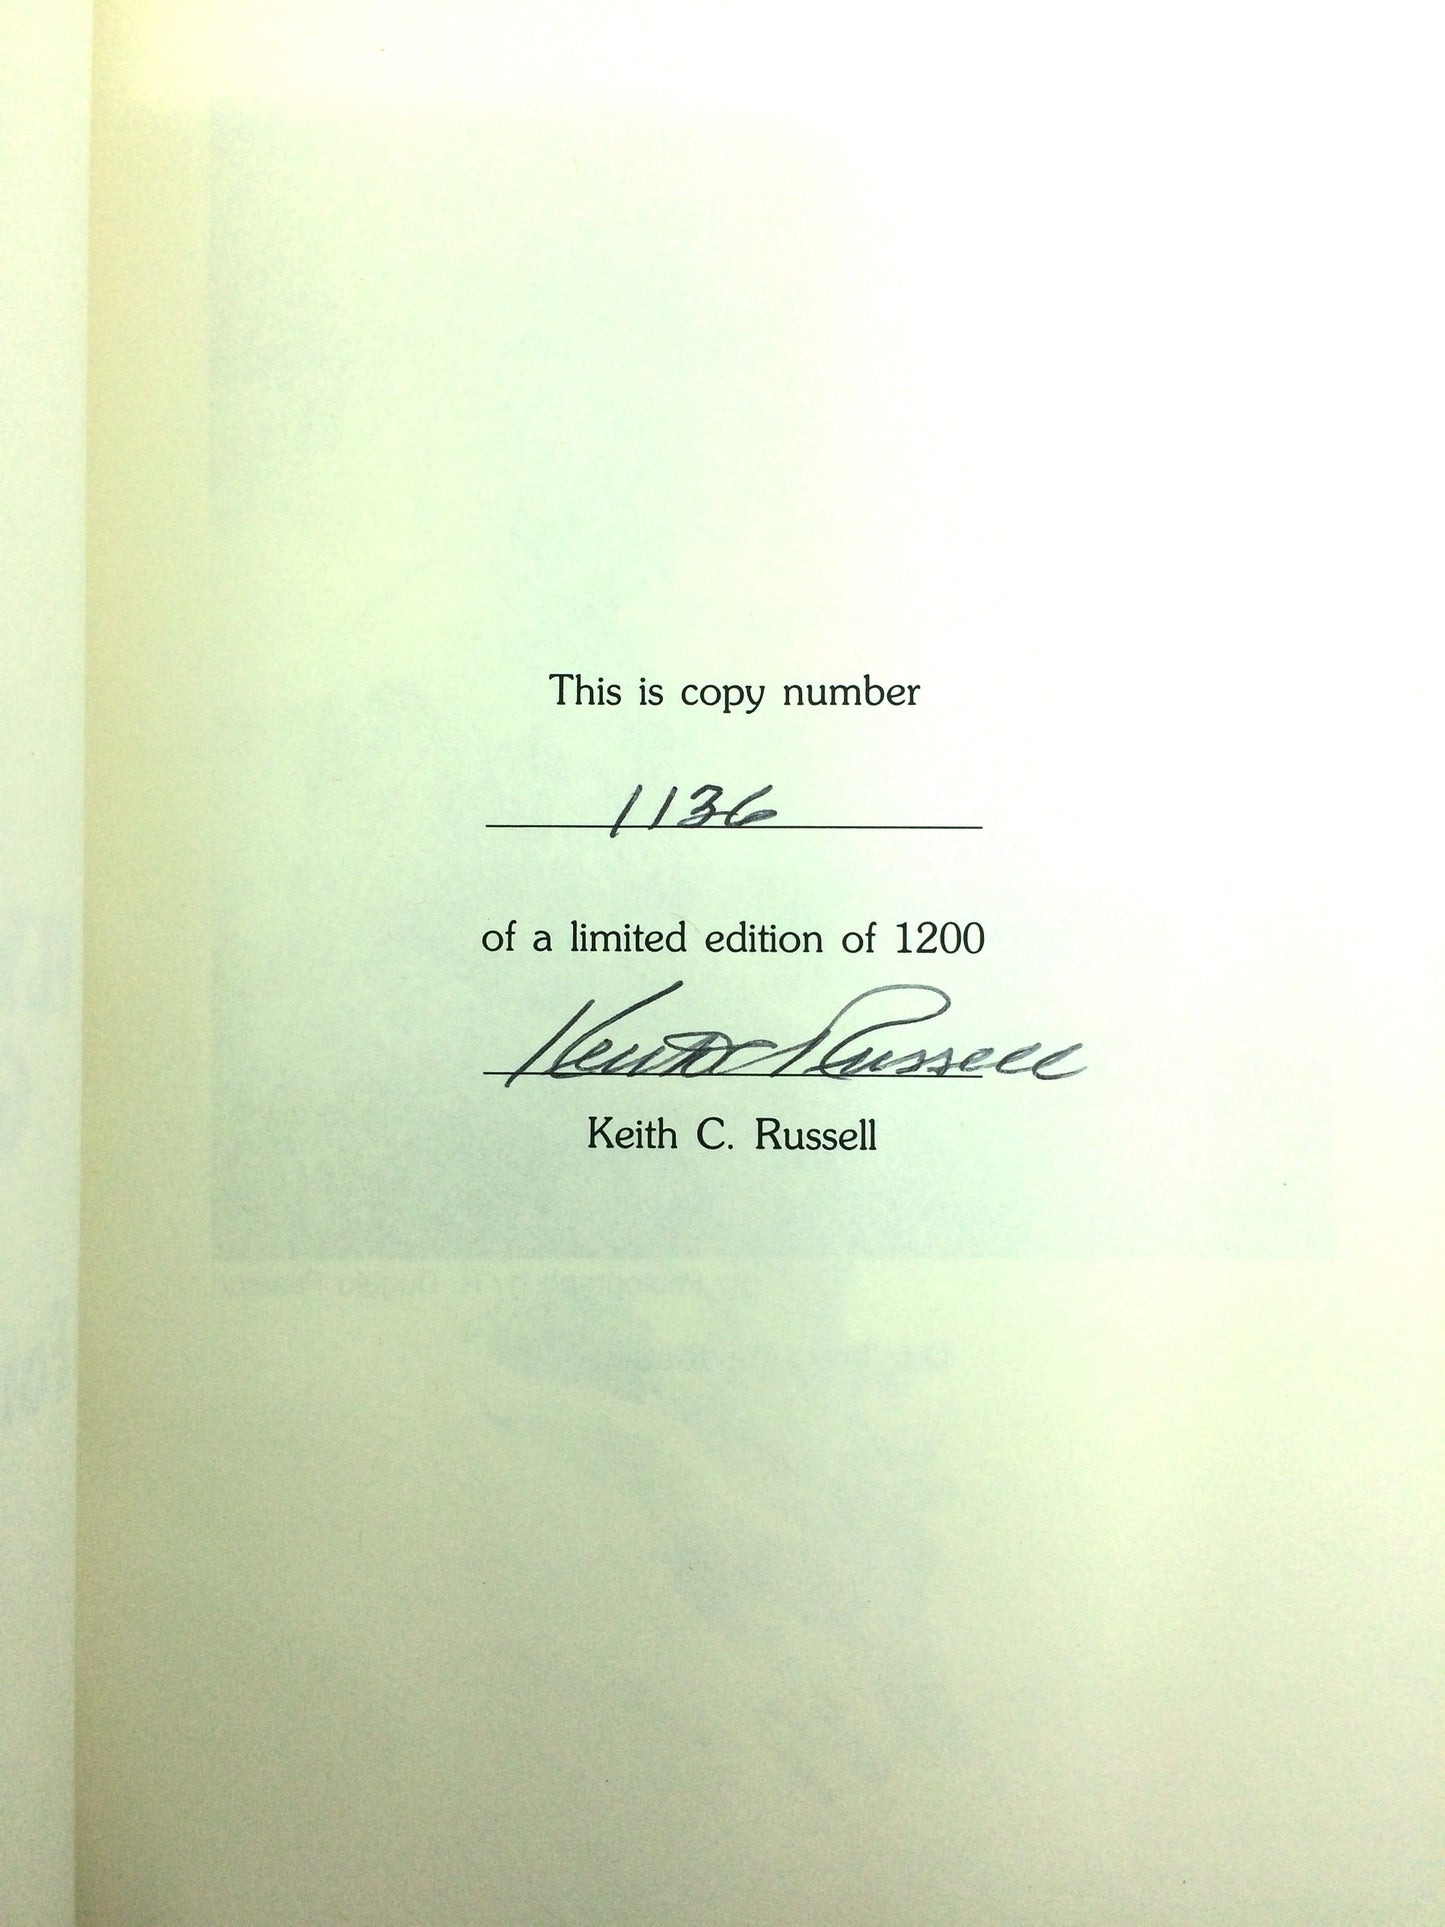 This is copy number
1136
of a limited edition of 1200
Keith C Russell
Keith C. Russell